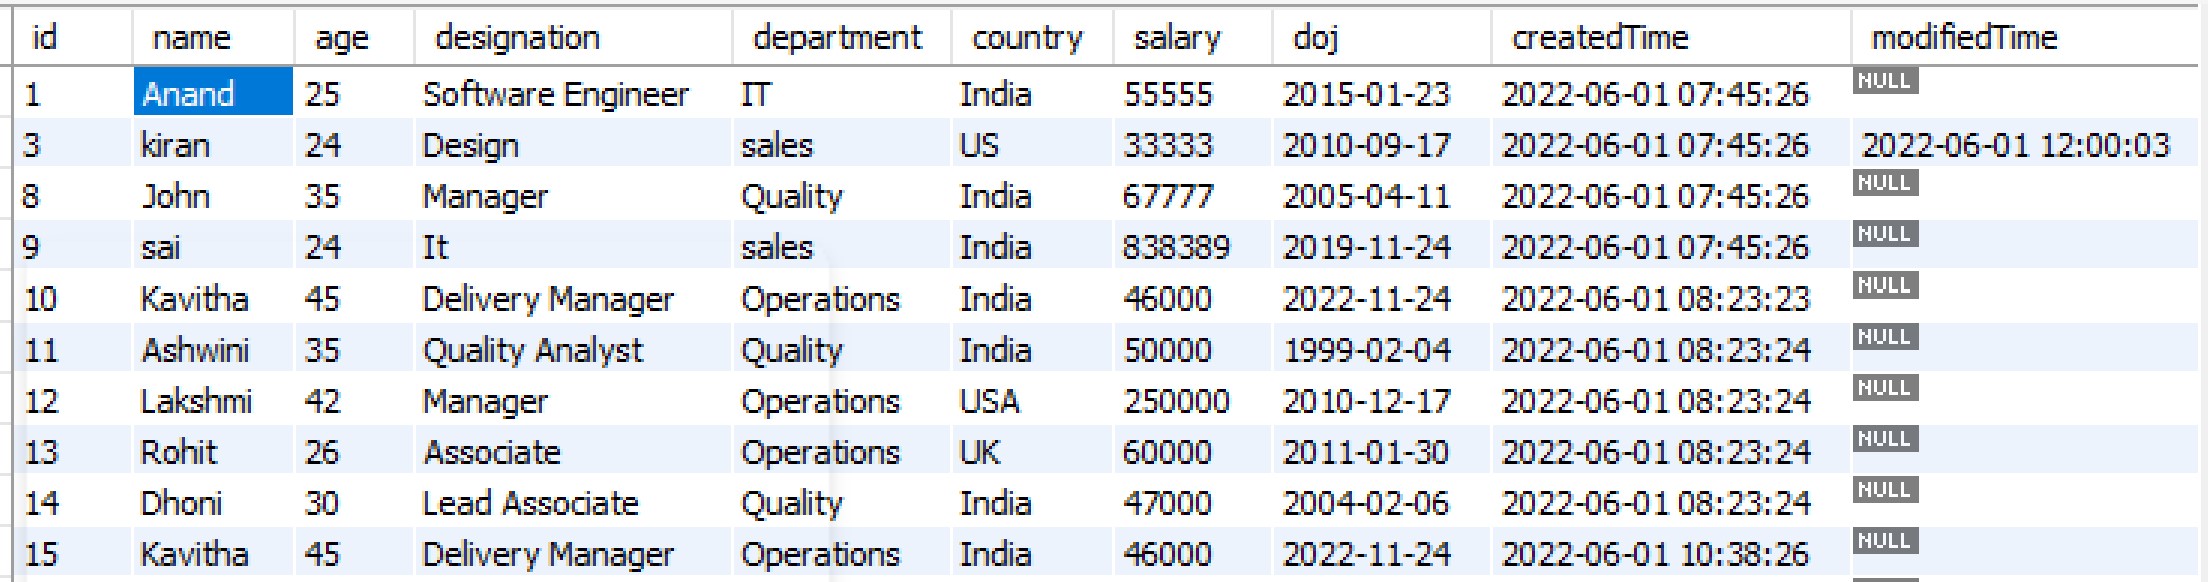 id name age designation department country salary doj createdTime modifiedTime
1 Anand 25 Software Engineer IT India 55555 2015-01-23 2022-06-01 07:45:26 NULL
3 kiran 24 Design sales US 33333 2010-09-17 2022-06-01 07:45:26 2022-06-01 12:00:03
8 John 35 Manager Quality India 67777 2005-04-11 2022-06-01 07:45:26 NULL
9 sai 24 It sales India 838389 2019-11-24 2022-06-01 07:45:26 NULL
10 Kavitha 45 Delivery Manager Operations India 46000 2022-11-24 2022-06-01 08:23:23 NULL
11 Ashwini 35 Quality Analyst Quality India 50000 1999-02-04 2022-06-01 08:23:24 NULL
12 Lakshmi 42 Manager Operations USA 250000 2010-12-17 2022-06-01 08:23:24 NULL
13 Rohit 26 Associate Operations UK 60000 2011-01-30 2022-06-01 08:23:24 NULL
14 Dhoni 30 Lead Associate Quality India 47000 2004-02-06 2022-06-01 08:23:24 NULL
15 Kavitha 45 Delivery Manager Operations India 46000 2022-11-24 2022-06-01 10:38:26 NULL